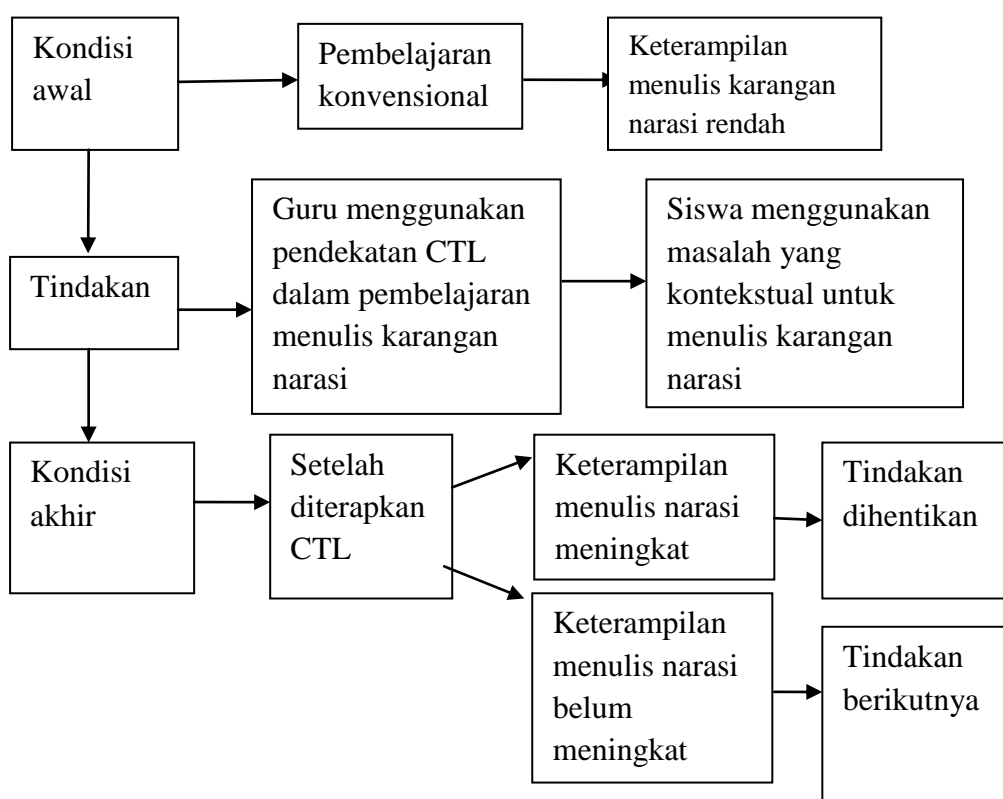 Kondisi
awal
Pembelajaran
konvensional
Keterampilan
menulis karangan
narasi rendah
Tindakan
Guru menggunakan
pendekatan CTL
dalam pembelajaran
menulis karangan
narasi
Siswa menggunakan
masalah yang
kontekstual untuk
menulis karangan
narasi
Kondisi
akhir
Setelah
diterapkan
CTL
Keterampilan
menulis narasi
meningkat
Tindakan
dihentikan
Keterampilan
menulis narasi
belum
meningkat
Tindakan
berikutnya